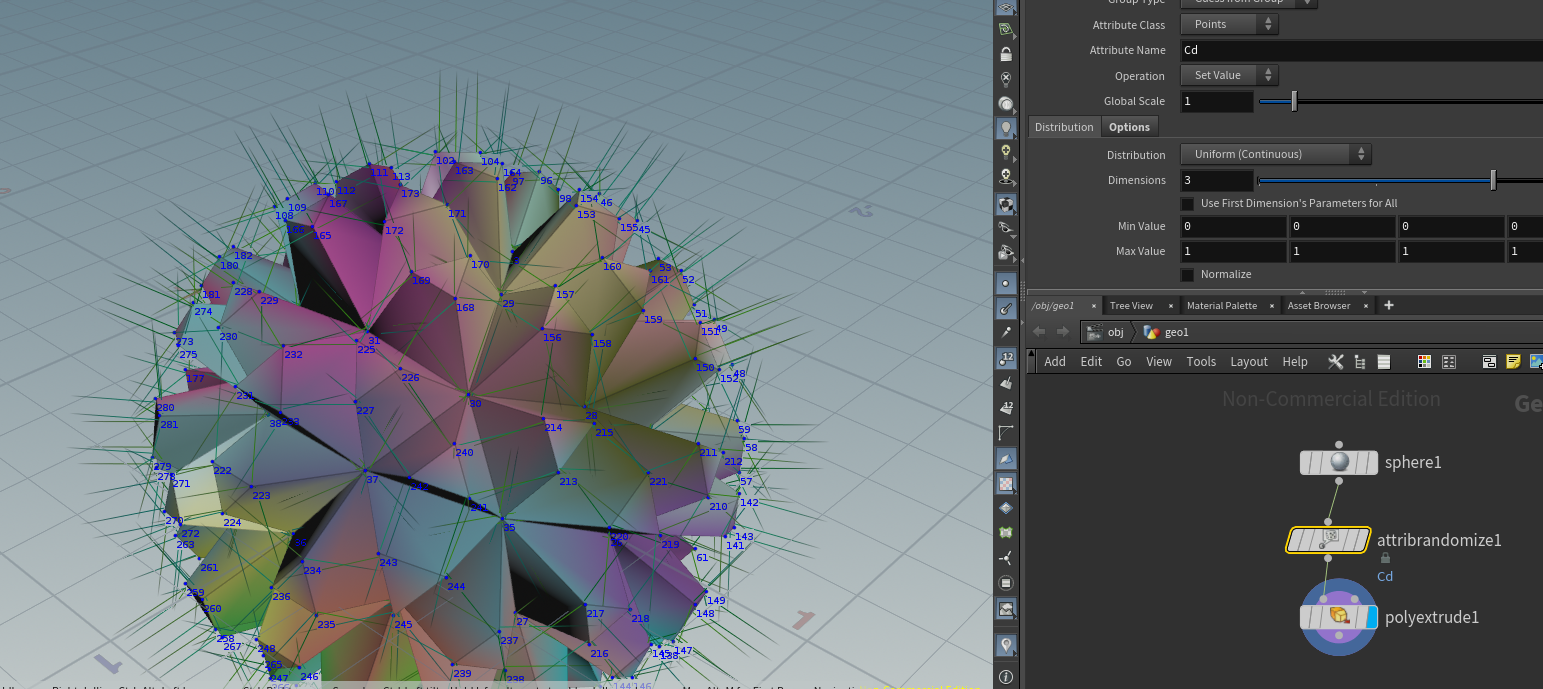 Attribute Class Points
Attribute Name Cd
Operation Set Value
Global Scale 1
Distribution Options
Distribution Uniform (Continuous)
Dimensions 3
Use First Dimension's Parameters for All
Min Value 0 0 0 0
Max Value 1 1 1 1
Normalize
/obj/geo1 × Tree View × Material Palette × Asset Browser × +
obj geo1
Add Edit Go View Tools Layout Help
Non-Commercial Edition Ge
sphere1
attribrandomize1
Cd
polyextrude1
12
42
102 104
163 164
111 113 97 96
110 112 173 162
167 98 154 46
109 171 153
108 155 45
166 165 172
182 170 160 53
180 161 52
181 228 229 169 29 157
274 168 159 51
230 31 156 158 151 49
273 232 225
275 150 48
177 226 152
231 227 30 28
280 214 215 59
281 38 58
279 222 240 211 212
271 223 37 213 221 57
270 224 210 142
272 35 219 143
263 141
261 234 243 61
259 236 244 149
260 235 245 27 217 218 148
258 237
267 248 216 147
265 246 239 238
247